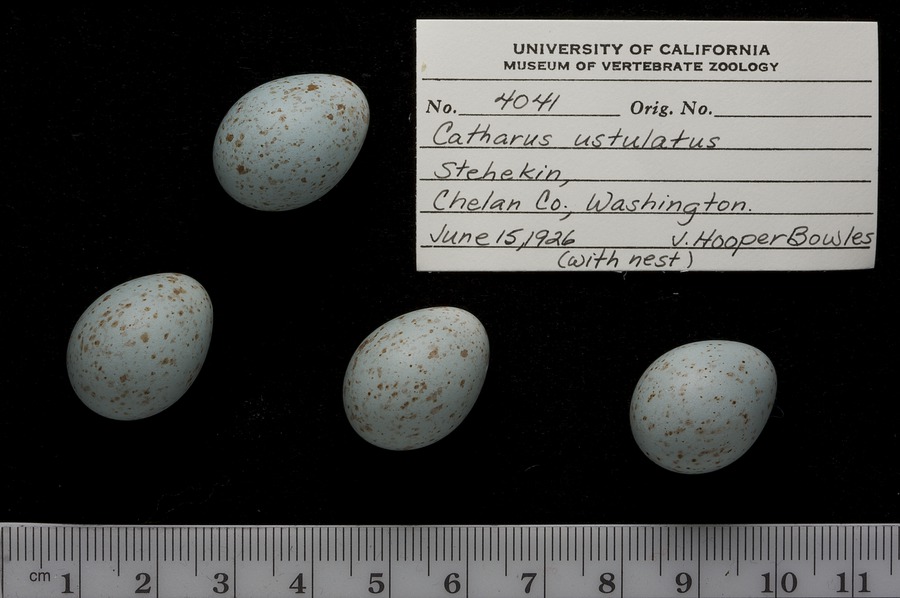 UNIVERSITY OF CALIFORNIA
MUSEUM OF VERTEBRATE ZOOLOGY
No. 4041 Orig. No.
Catharus ustulatus
Stehekin,
Chelan Co., Washington.
June 15, 1926 J. Hooper Bowles
(with nest)
cm 1 2 3 4 5 6 7 8 9 10 11